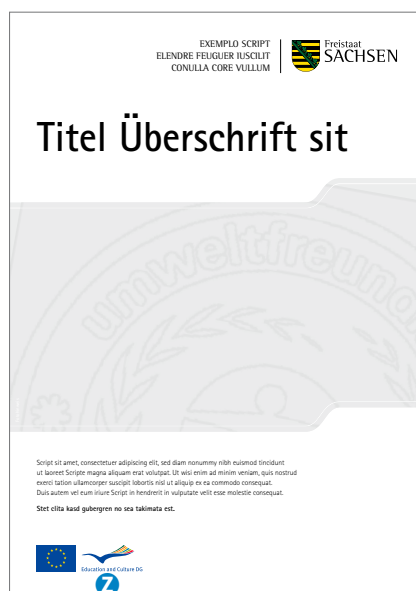 EXEMPLO SCRIPT
ELENDRE FEUGUER IUSCILIT
CONULLA CORE VULLUM
Freistaat
SACHSEN
Titel Überschrift sit
umweltfreun
Script sit amet, consectetuer adipiscing elit, sed diam nonummy nibh euismod tincidunt
ut laoreet Scripte magna aliquam erat volutpat. Ut wisi enim ad minim veniam, quis nostrud
exerci tation ullamcorper suscipit lobortis nisl ut aliquip ex ea commodo consequat.
Duis autem vel eum iriure Script in hendrerit in vulputate velit esse molestie consequat.
Stet clita kasd gubergren no sea takimata est.
Education and Culture DG
Z